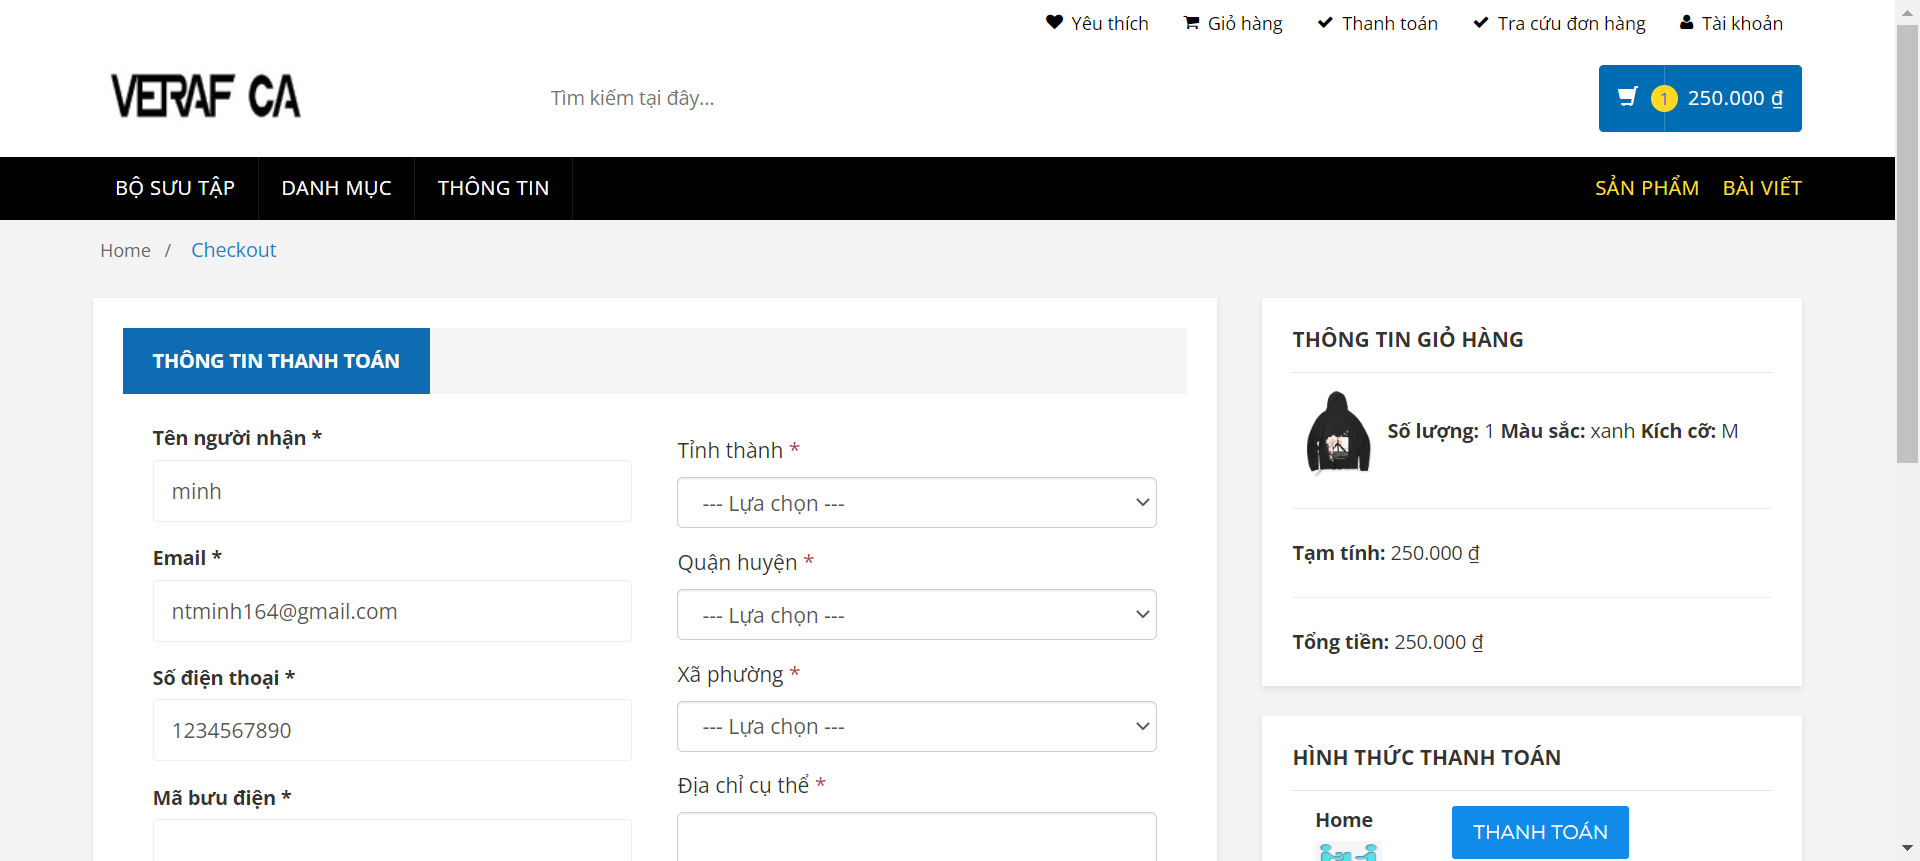 Yêu thích Giỏ hàng Thanh toán Tra cứu đơn hàng Tài khoản
VERAF CA
Tìm kiếm tại đây...
1 250.000 ₫
BỘ SƯU TẬP DANH MỤC THÔNG TIN SẢN PHẨM BÀI VIẾT
Home / Checkout
THÔNG TIN THANH TOÁN
Tên người nhận *
minh
Email *
ntminh164@gmail.com
Số điện thoại *
1234567890
Mã bưu điện *
Tỉnh thành *
--- Lựa chọn ---
Quận huyện *
--- Lựa chọn ---
Xã phường *
--- Lựa chọn ---
Địa chỉ cụ thể *
THÔNG TIN GIỎ HÀNG
Số lượng: 1 Màu sắc: xanh Kích cỡ: M
Tạm tính: 250.000 ₫
Tổng tiền: 250.000 ₫
HÌNH THỨC THANH TOÁN
Home
THANH TOÁN